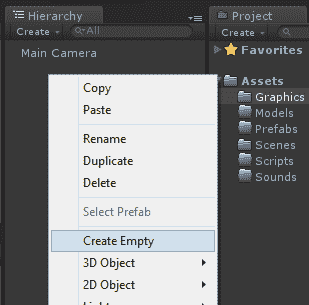 Hierarchy
Create All
Main Camera
Copy
Paste
Rename
Duplicate
Delete
Select Prefab
Create Empty
3D Object
2D Object
Light
Project
Create
Favorites
Assets
Graphics
Models
Prefabs
Scenes
Scripts
Sounds